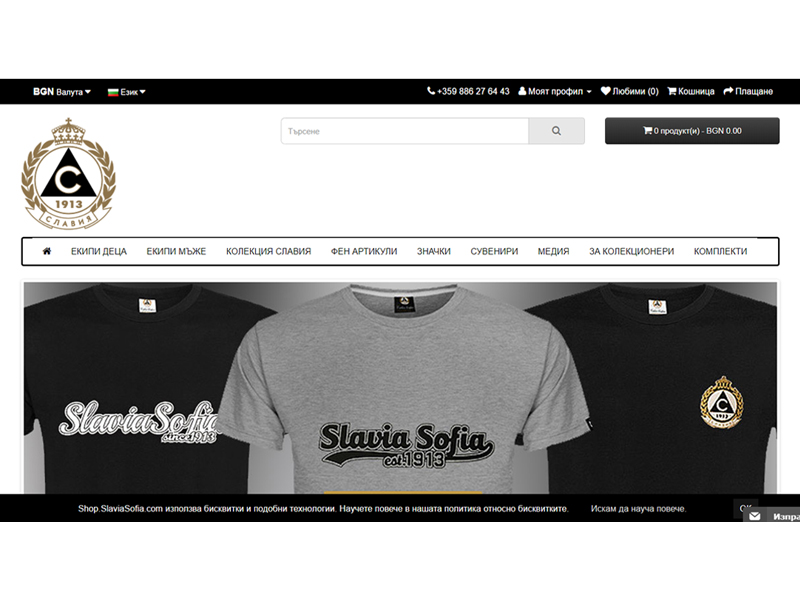 BGN Валута Език +359 886 27 64 43 Моят профил Любими (0) Кошница Плащане
Търсене
0 продукт(и) - BGN 0.00
С
1913
СЛАВИЯ
ЕКИПИ ДЕЦА ЕКИПИ МЪЖЕ КОЛЕКЦИЯ СЛАВИЯ ФЕН АРТИКУЛИ ЗНАЧКИ СУВЕНИРИ МЕДИЯ ЗА КОЛЕКЦИОНЕРИ КОМПЛЕКТИ
Slavia Sofia
since1913
Slavia Sofia
est.1913
С
1913
Shop.SlaviaSofia.com използва бисквитки и подобни технологии. Научете повече в нашата политика относно бисквитките. Искам да науча повече.
Изпра